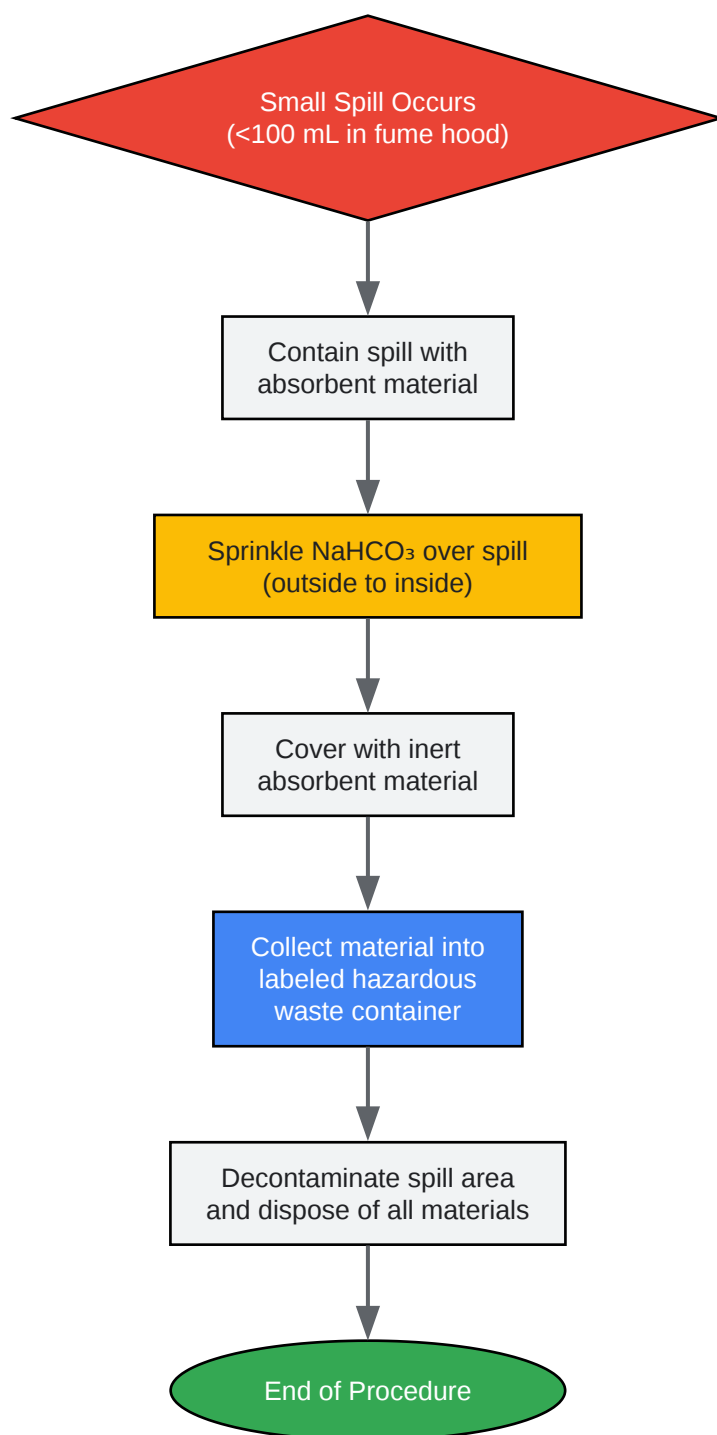 Small Spill Occurs
(<100 mL in fume hood)
Contain spill with
absorbent material
Sprinkle NaHCO₃ over spill
(outside to inside)
Cover with inert
absorbent material
Collect material into
labeled hazardous
waste container
Decontaminate spill area
and dispose of all materials
End of Procedure